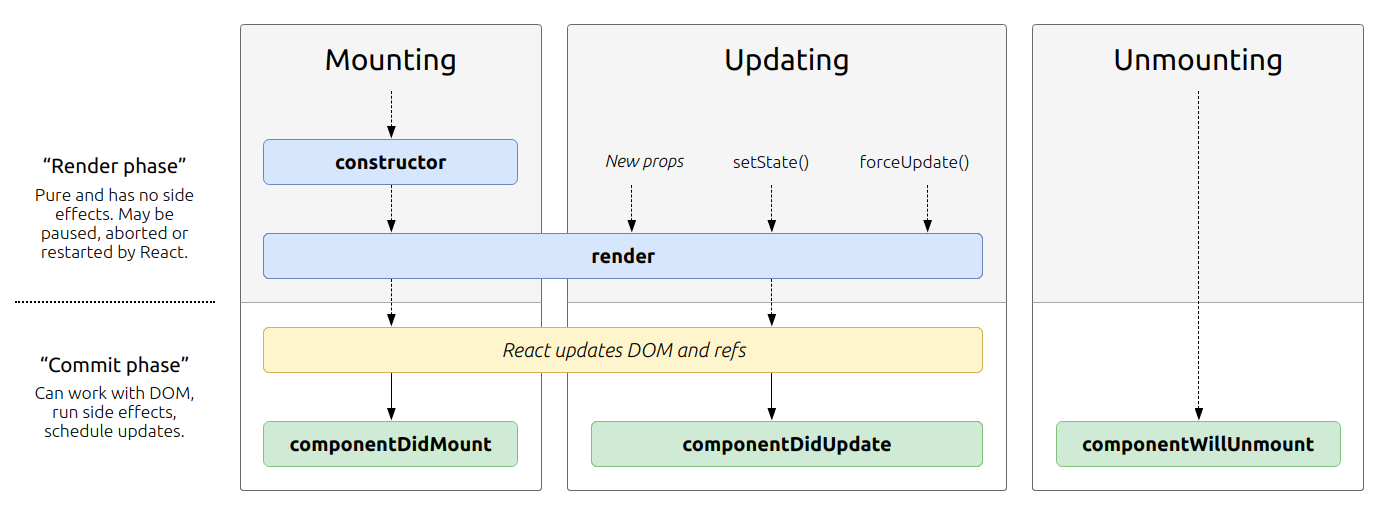 Mounting
Updating
Unmounting
“Render phase”
Pure and has no side
effects. May be
paused, aborted or
restarted by React.
constructor
New props
setState()
forceUpdate()
render
“Commit phase”
Can work with DOM,
run side effects,
schedule updates.
React updates DOM and refs
componentDidMount
componentDidUpdate
componentWillUnmount